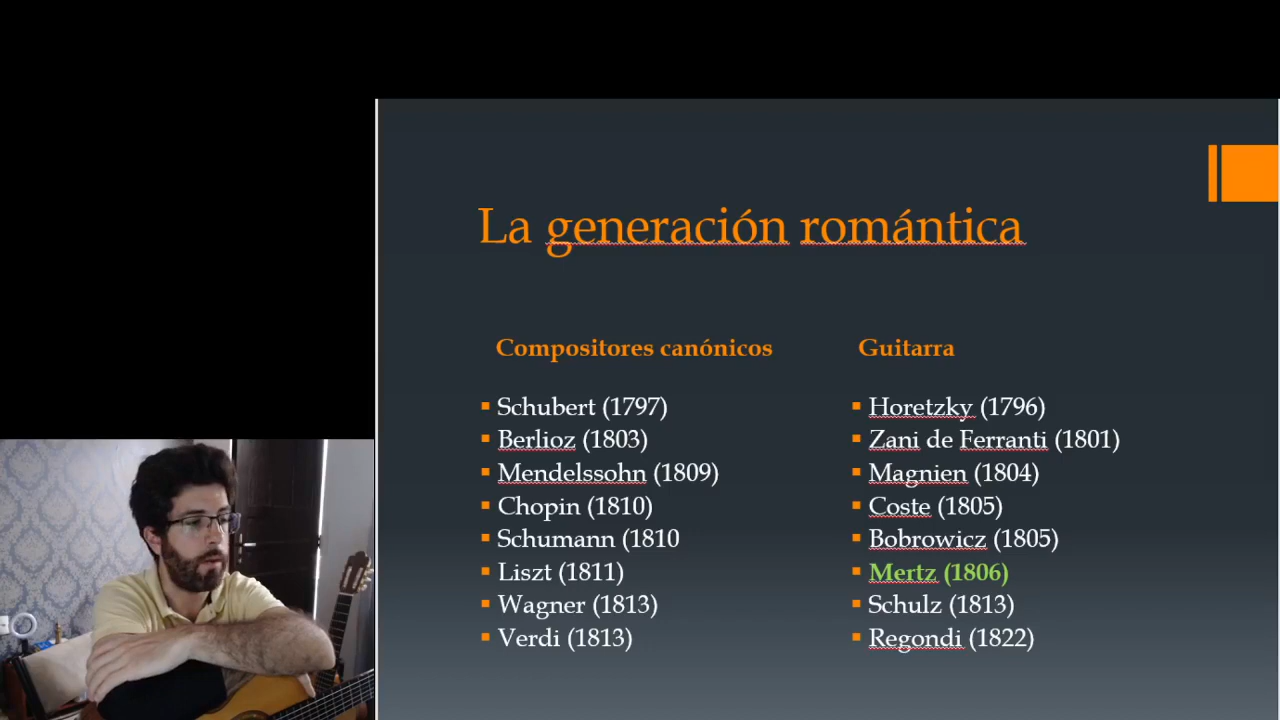 La generación romántica
Compositores canónicos
Schubert (1797)
Berlioz (1803)
Mendelssohn (1809)
Chopin (1810)
Schumann (1810
Liszt (1811)
Wagner (1813)
Verdi (1813)
Guitarra
Horetzky (1796)
Zani de Ferranti (1801)
Magnien (1804)
Coste (1805)
Bobrowicz (1805)
Mertz (1806)
Schulz (1813)
Regondi (1822)